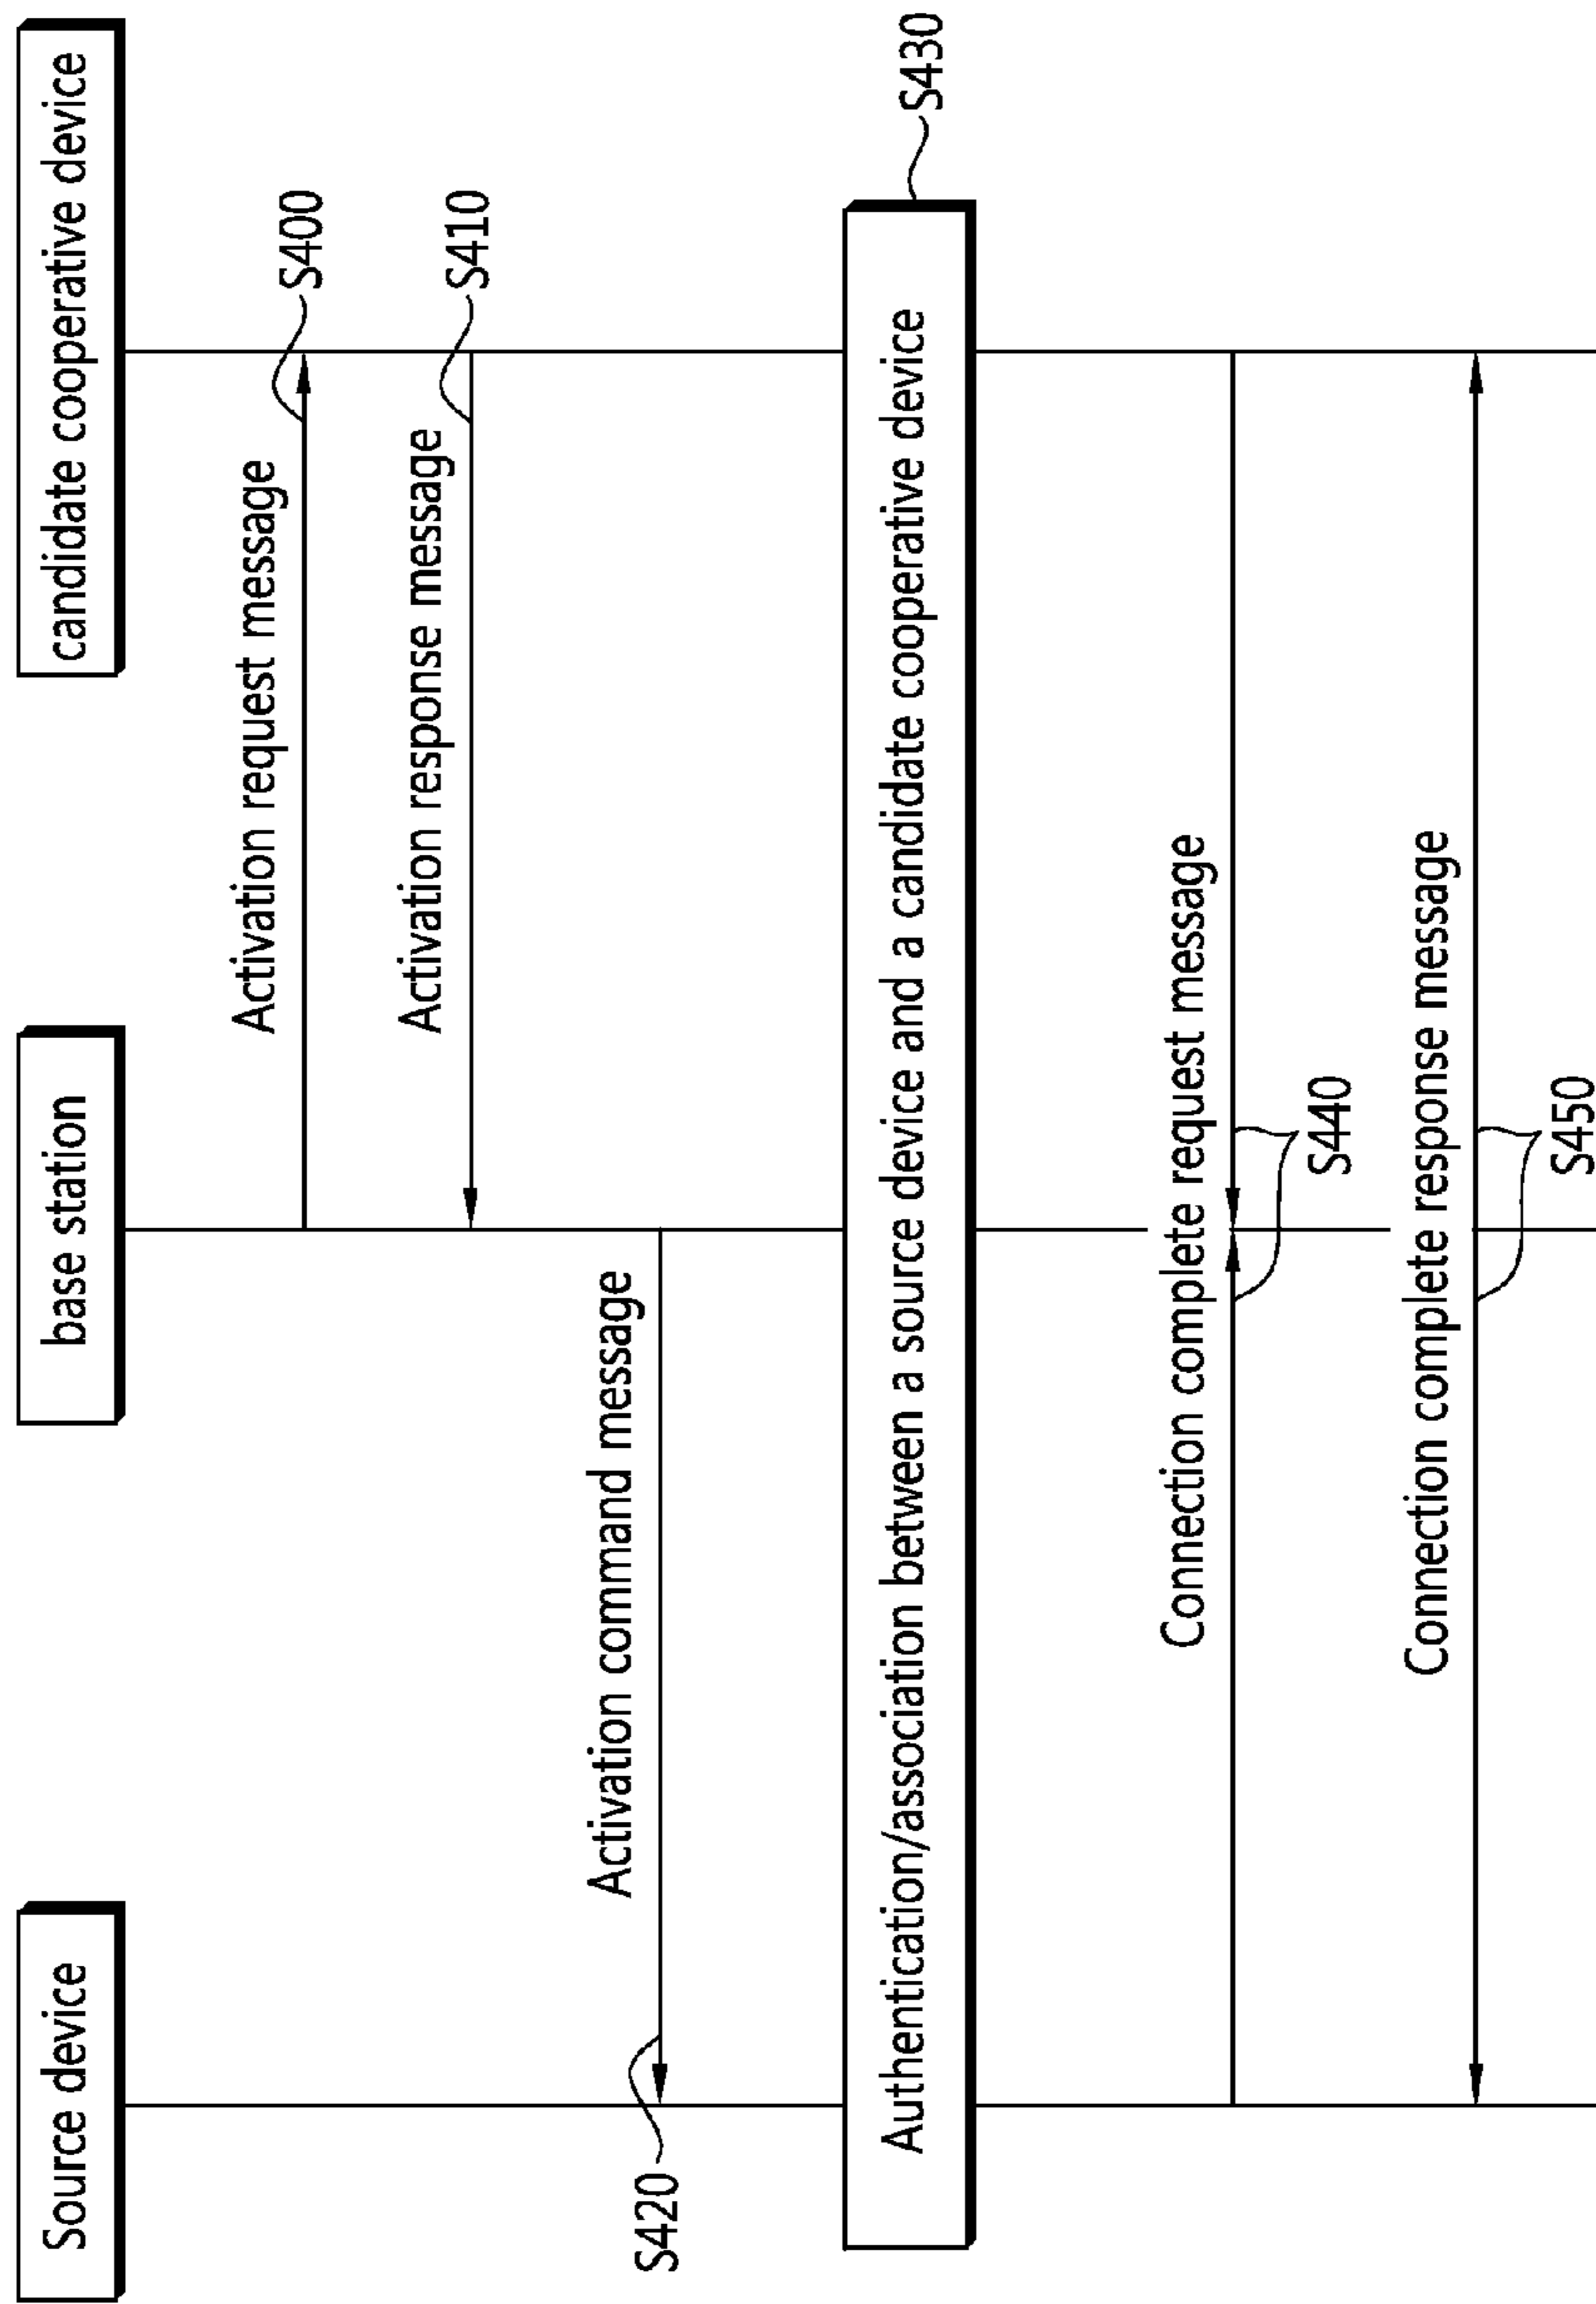 Source device
base station
candidate cooperative device
Activation request message
S400
Activation response message
S410
Activation command message
S420
Authentication/association between a source device and a candidate cooperative device
S430
Connection complete request message
S440
Connection complete response message
S450